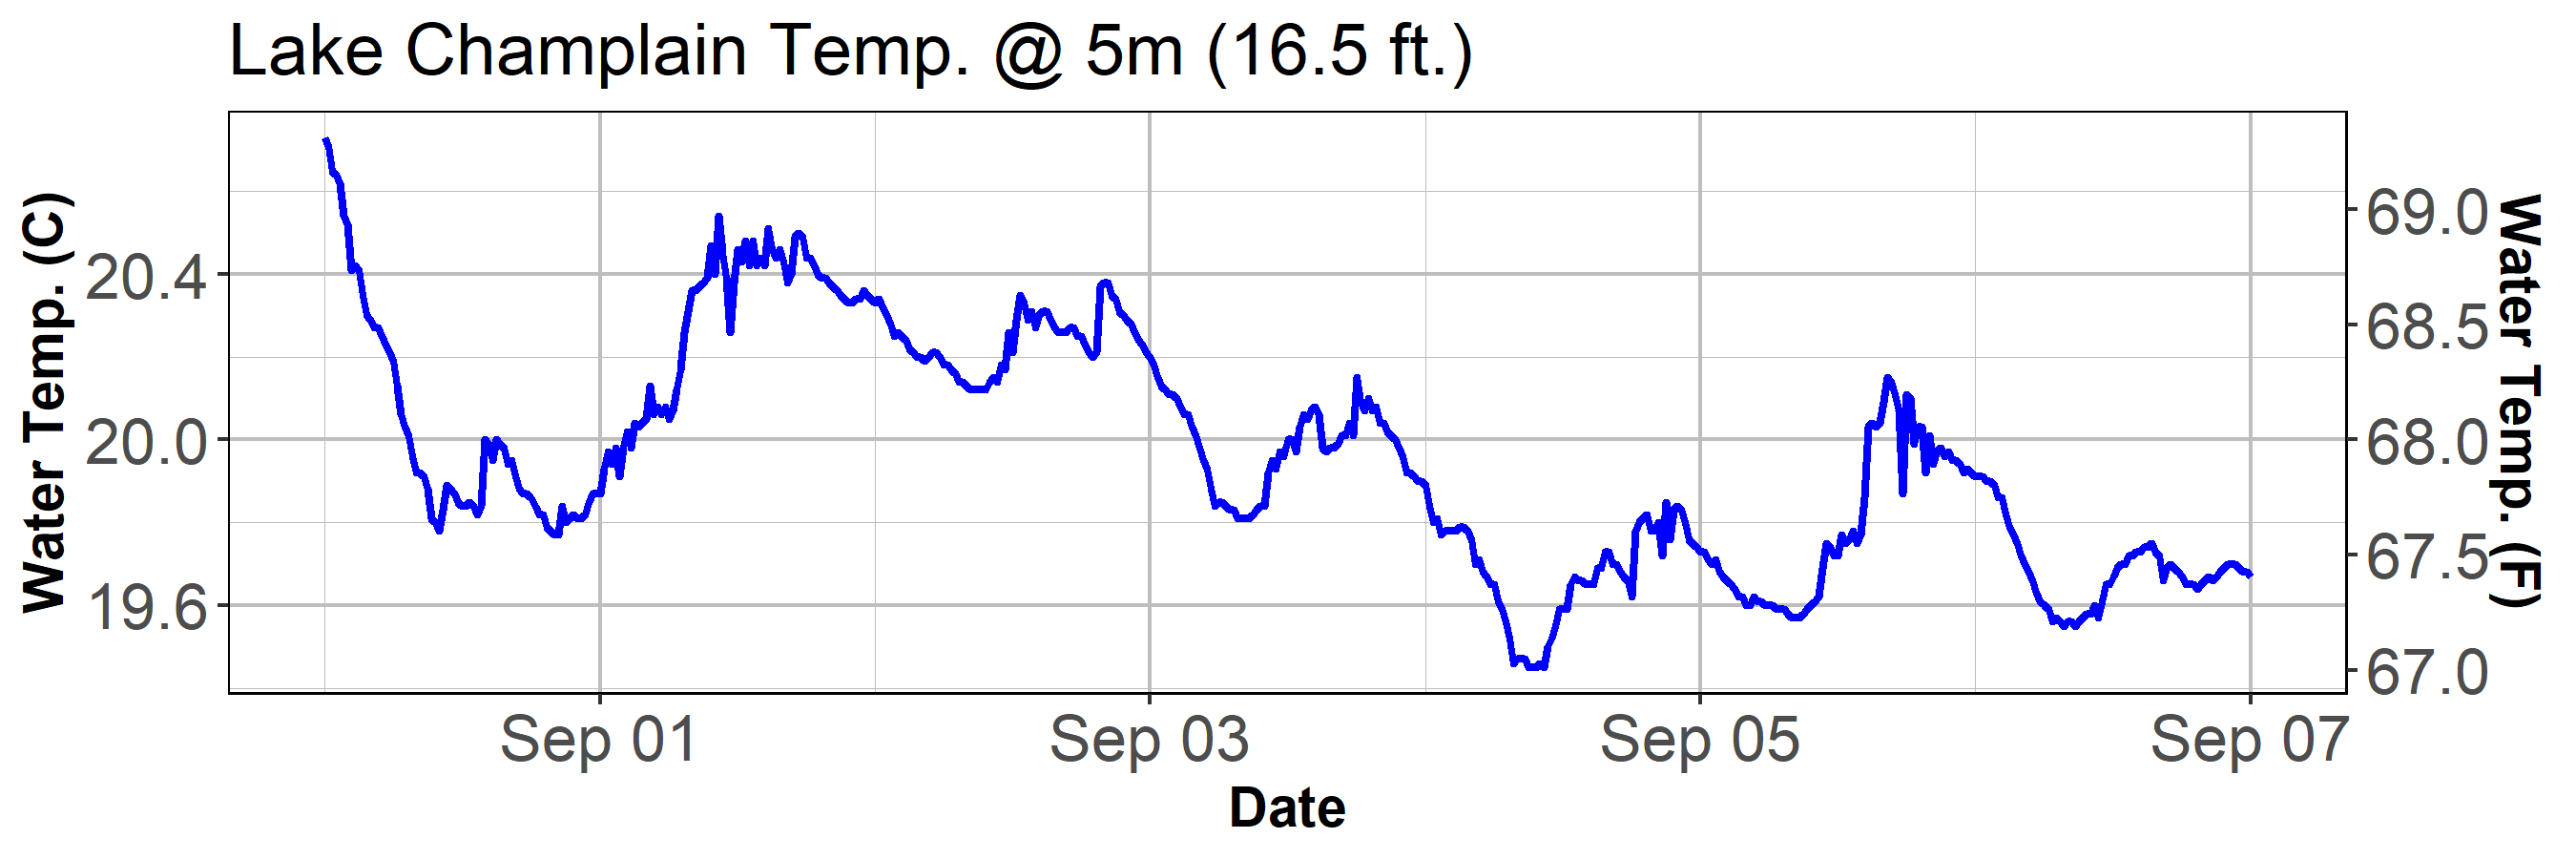 Lake Champlain Temp. @ 5m (16.5 ft.)
Water Temp. (C)
20.4
20.0
19.6
69.0
68.5
68.0
67.5
67.0
Water Temp. (F)
Sep 01
Sep 03
Sep 05
Sep 07
Date